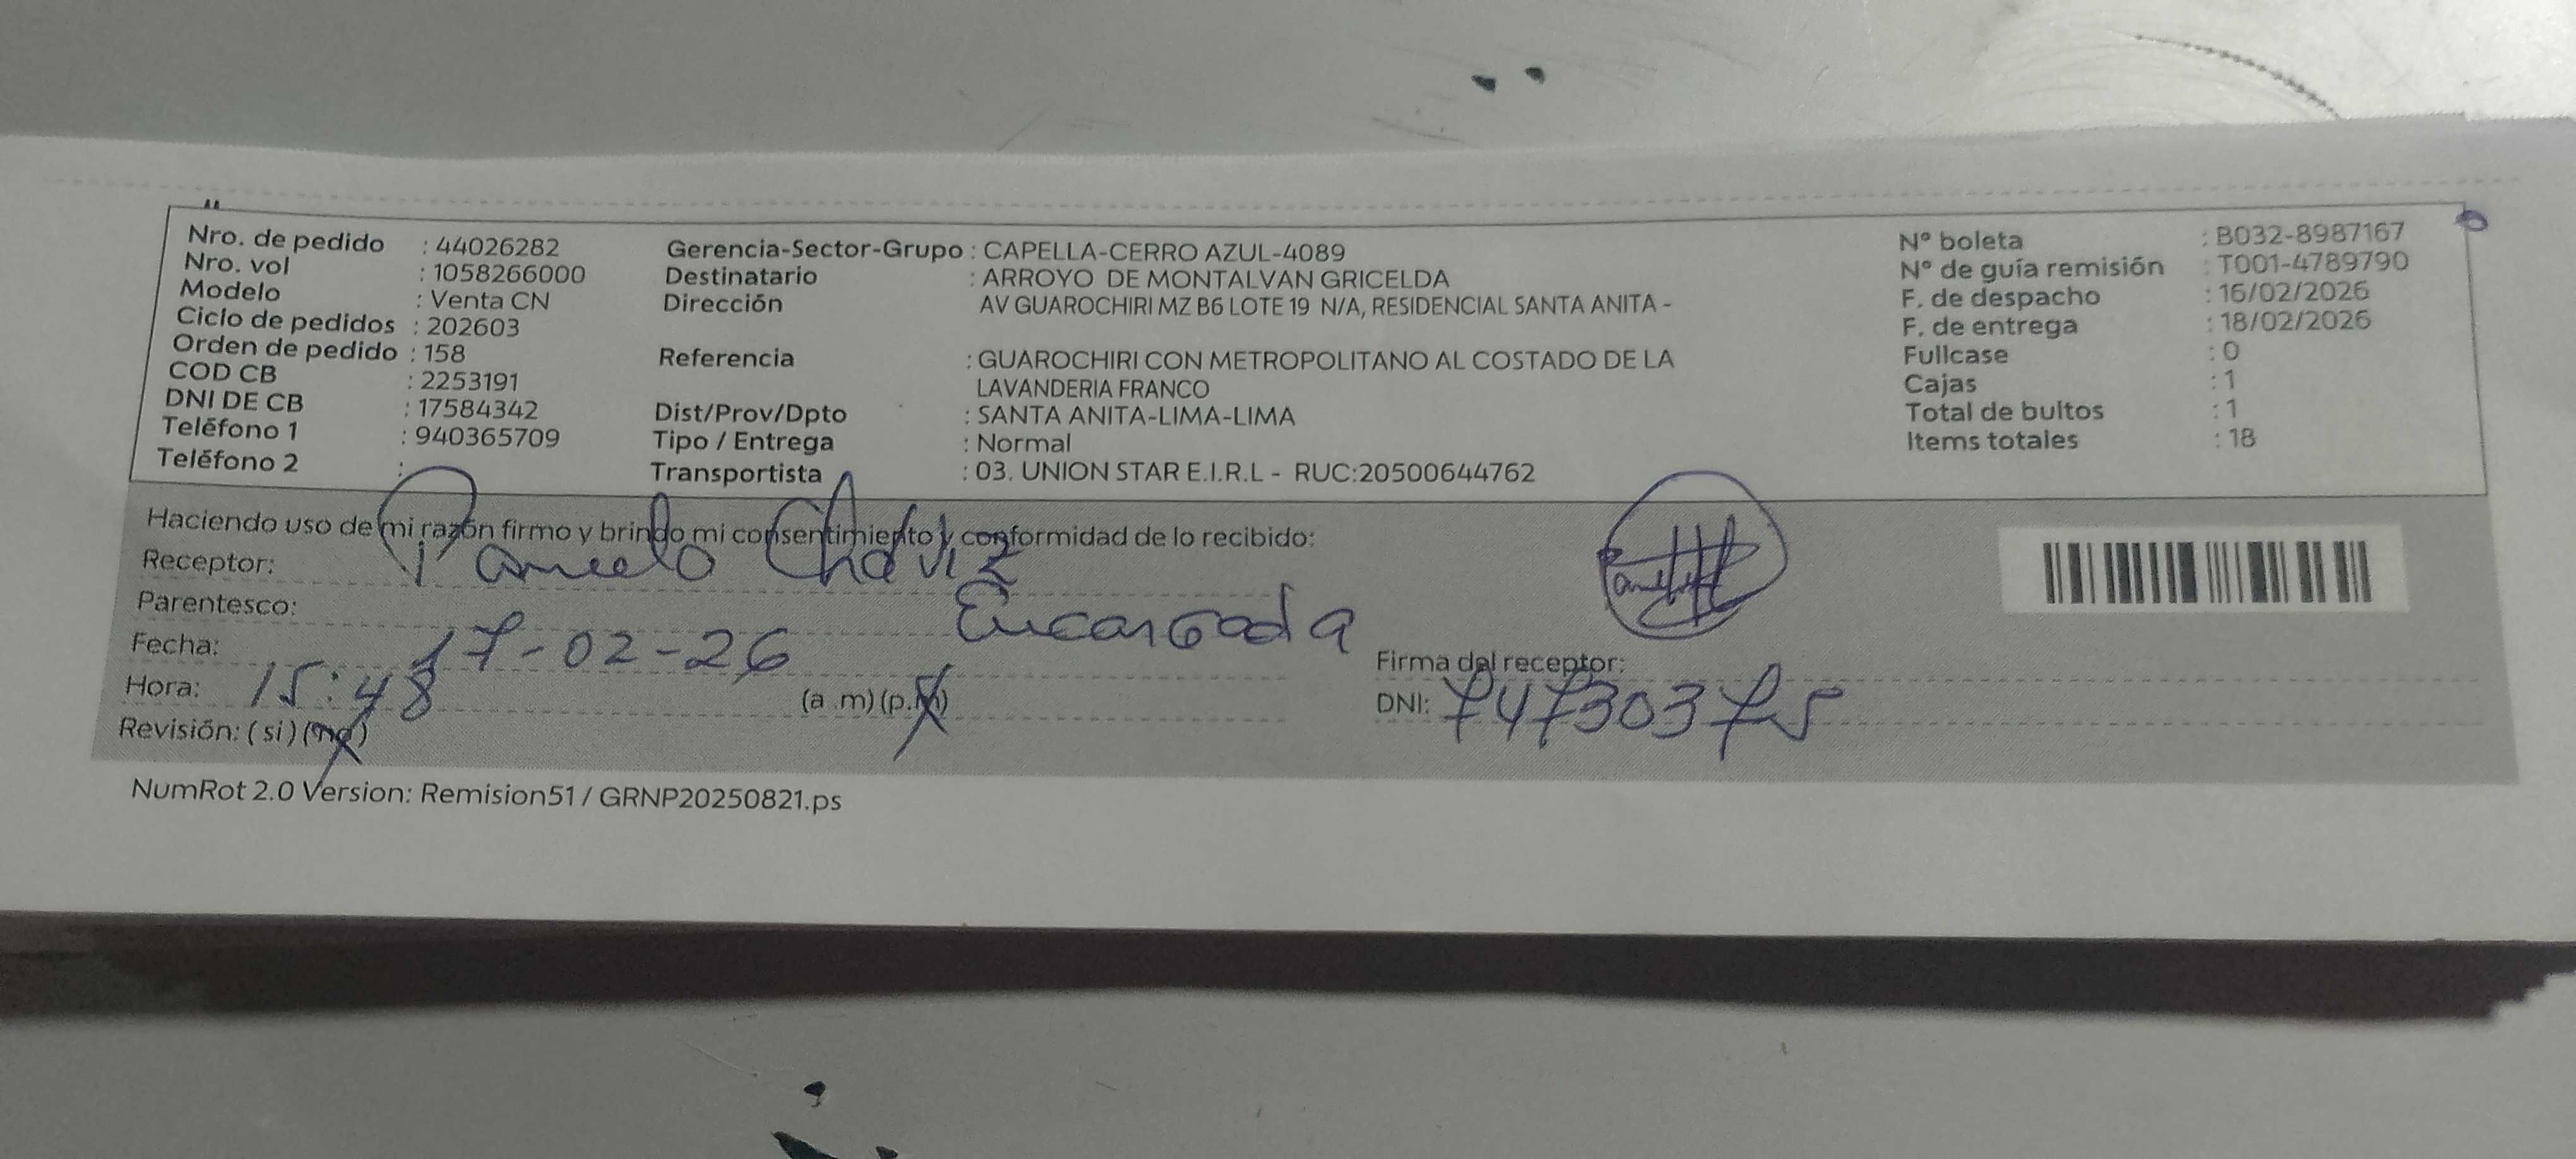 Nro. de pedido : 44026282
Nro. vol : 1058266000
Modelo : Venta CN
Ciclo de pedidos : 202603
Orden de pedido : 158
COD CB : 2253191
DNI DE CB : 17584342
Teléfono 1 : 940365709
Teléfono 2 :
Gerencia-Sector-Grupo : CAPELLA-CERRO AZUL-4089
Destinatario : ARROYO DE MONTALVAN GRICELDA
Dirección AV GUAROCHIRI MZ B6 LOTE 19 N/A, RESIDENCIAL SANTA ANITA -
Referencia : GUAROCHIRI CON METROPOLITANO AL COSTADO DE LA
LAVANDERIA FRANCO
Dist/Prov/Dpto : SANTA ANITA-LIMA-LIMA
Tipo / Entrega : Normal
Transportista : 03. UNION STAR E.I.R.L - RUC:20500644762
N° boleta : B032-8987167
N° de guía remisión : T001-4789790
F. de despacho : 16/02/2026
F. de entrega : 18/02/2026
Fullcase : 0
Cajas : 1
Total de bultos : 1
Items totales : 18
Haciendo uso de mi razón firmo y brindo mi consentimiento y conformidad de lo recibido:
Receptor: Chaviz
Parentesco: Encargada
Fecha: 17-02-26
Hora: 15:48 (a .m) (p.m)
Revisión: ( si ) (no)
Firma del receptor:
DNI: 74730375
NumRot 2.0 Version: Remision51 / GRNP20250821.ps